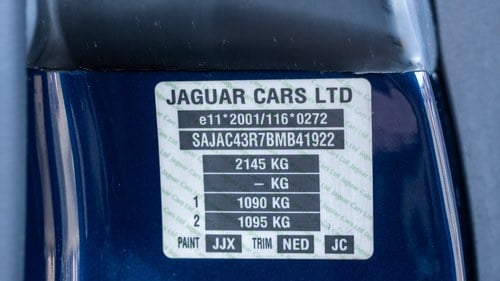 JAGUAR CARS LTD
e11*2001/116*0272
SAJAC43R7BMB41922
2145 KG
– KG
1 1090 KG
2 1095 KG
PAINT JJX TRIM NED JC